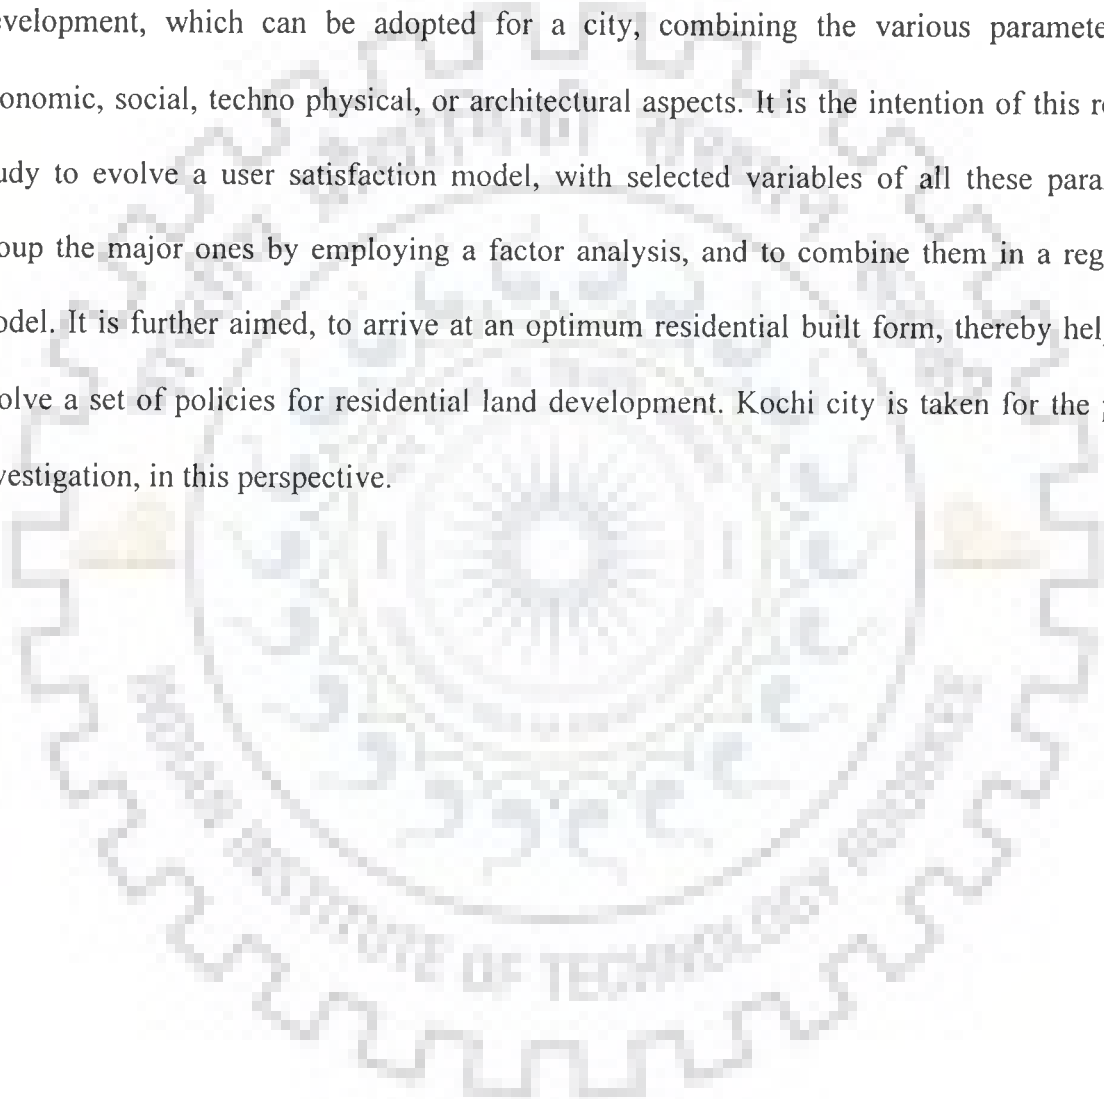 evelopment, which can be adopted for a city, combining the various paramete
onomic, social, techno physical, or architectural aspects. It is the intention of this r
udy to evolve a user satisfaction model, with selected variables of all these para
oup the major ones by employing a factor analysis, and to combine them in a reg
odel. It is further aimed, to arrive at an optimum residential built form, thereby hel
olve a set of policies for residential land development. Kochi city is taken for the
vestigation, in this perspective.
INSTITUTE OF TECHNOLOGY ROORKEE